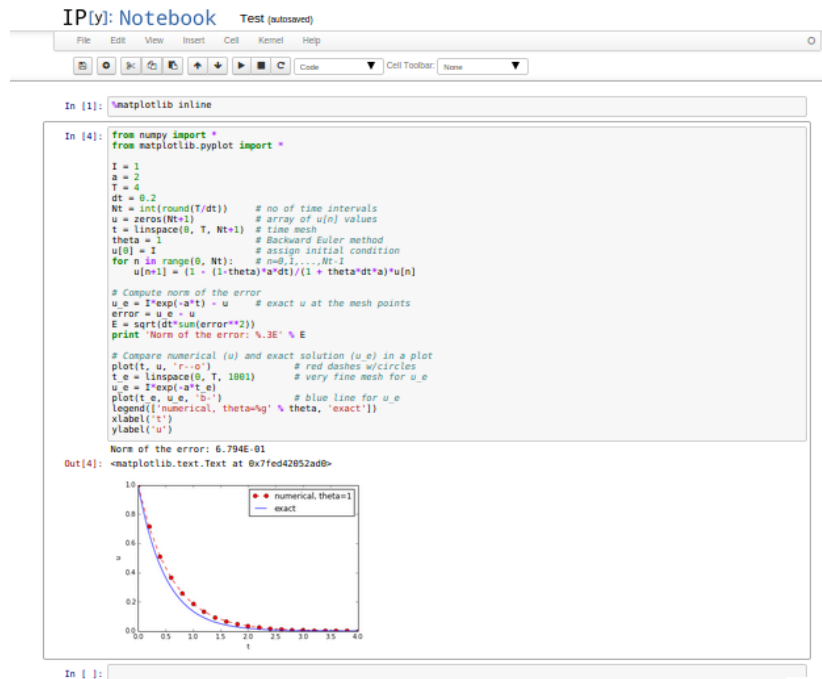 IP[y]: Notebook Test (autosaved)
File Edit View Insert Cell Kernel Help
Code Cell Toolbar: None
In [1]: %matplotlib inline
In [4]: from numpy import *
from matplotlib.pyplot import *
I = 1
a = 2
T = 4
dt = 0.2
Nt = int(round(T/dt)) # no of time intervals
u = zeros(Nt+1) # array of u[n] values
t = linspace(0, T, Nt+1) # time mesh
theta = 1 # Backward Euler method
u[0] = I # assign initial condition
for n in range(0, Nt): # n=0,1,...,Nt-1
u[n+1] = (1 - (1-theta)*a*dt)/(1 + theta*dt*a)*u[n]
# Compute norm of the error
u_e = I*exp(-a*t) - u # exact u at the mesh points
error = u_e - u
E = sqrt(dt*sum(error**2))
print 'Norm of the error: %.3E' % E
# Compare numerical (u) and exact solution (u_e) in a plot
plot(t, u, 'r--o') # red dashes w/circles
t_e = linspace(0, T, 1001) # very fine mesh for u_e
u_e = I*exp(-a*t_e)
plot(t_e, u_e, 'b-') # blue line for u_e
legend(['numerical, theta=%g' % theta, 'exact'])
xlabel('t')
ylabel('u')
Norm of the error: 6.794E-01
Out[4]: <matplotlib.text.Text at 0x7fed42052ad0>
numerical, theta=1
exact
1.0
0.8
0.6
0.4
0.2
0.0
u
0.0 0.5 1.0 1.5 2.0 2.5 3.0 3.5 4.0
t
In [ ]: